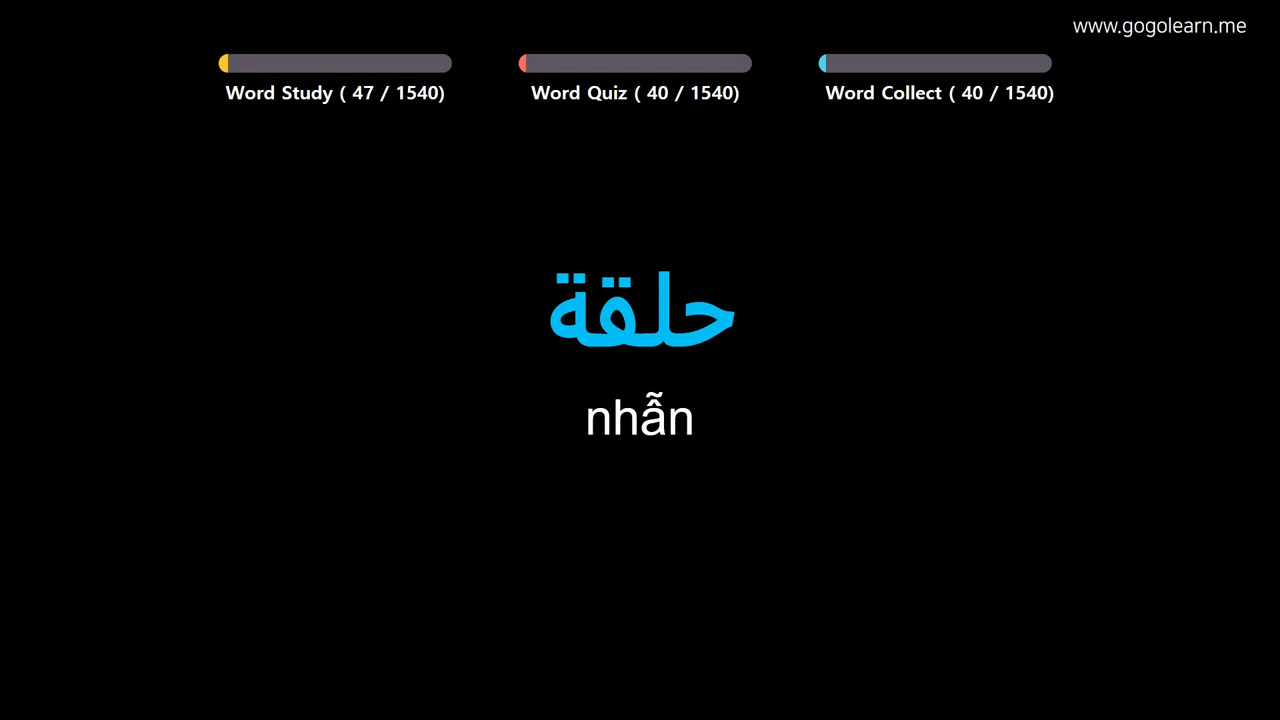 www.gogolearn.me
Word Study ( 47 / 1540)
Word Quiz ( 40 / 1540)
Word Collect ( 40 / 1540)
حلقة
nhẫn